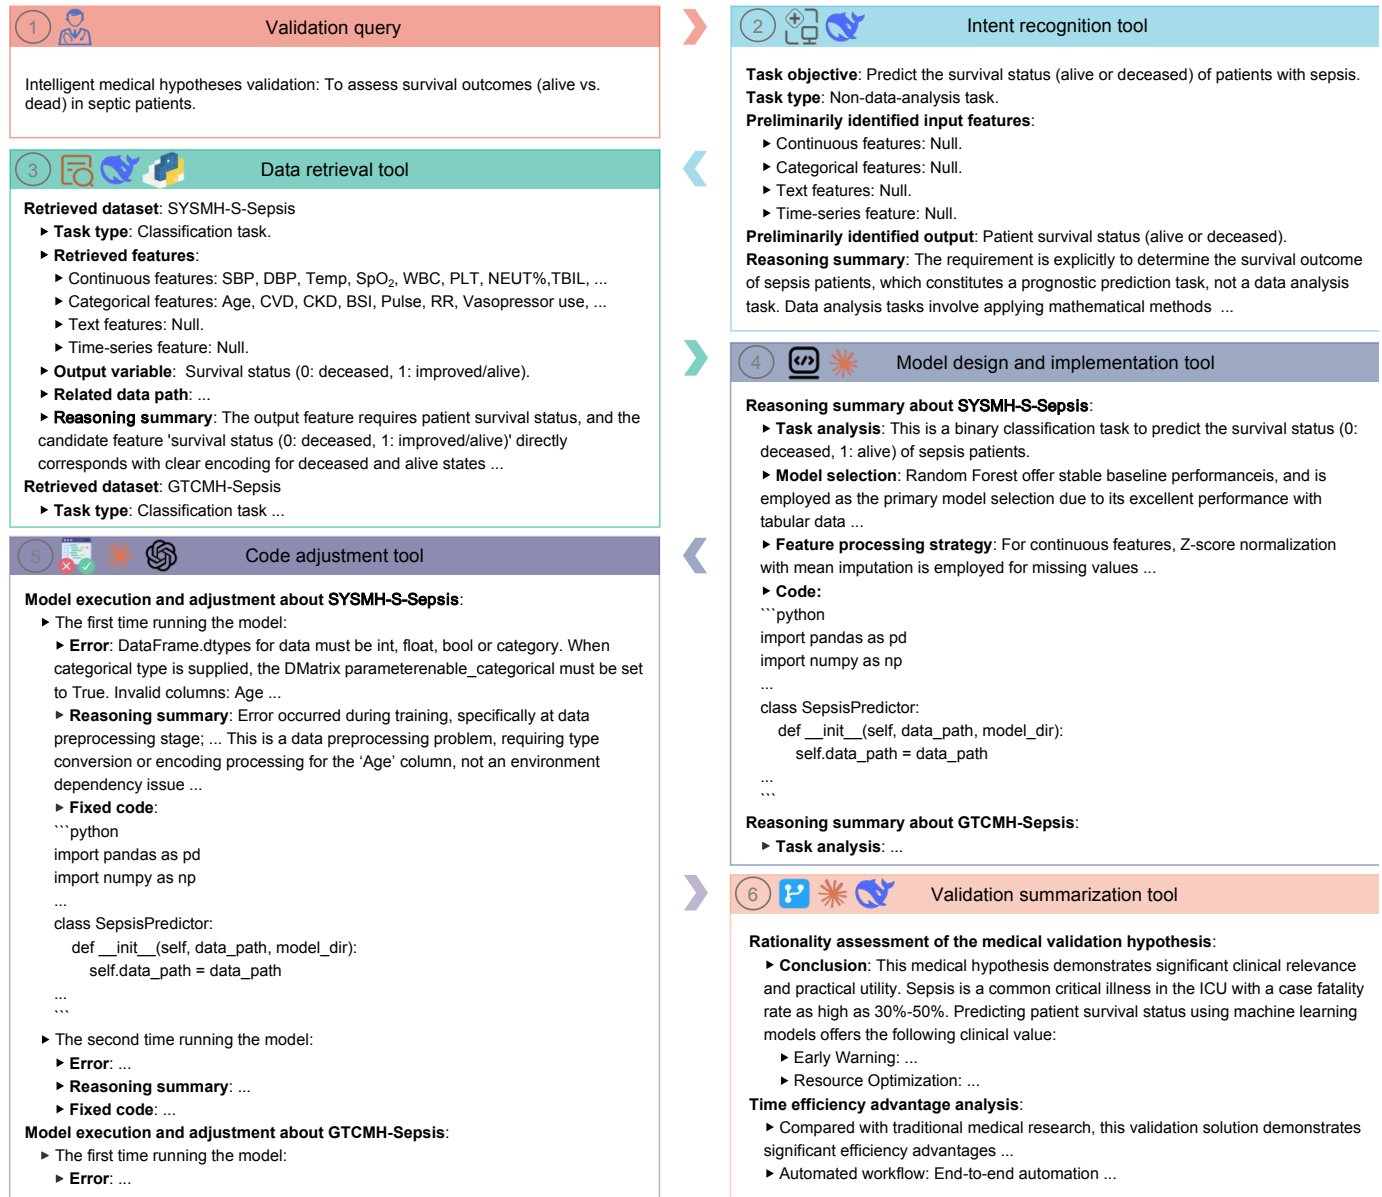 1
Validation query
Intelligent medical hypotheses validation: To assess survival outcomes (alive vs.
dead) in septic patients.
2
Intent recognition tool
Task objective: Predict the survival status (alive or deceased) of patients with sepsis.
Task type: Non-data-analysis task.
Preliminarily identified input features:
▸ Continuous features: Null.
▸ Categorical features: Null.
▸ Text features: Null.
▸ Time-series feature: Null.
Preliminarily identified output: Patient survival status (alive or deceased).
Reasoning summary: The requirement is explicitly to determine the survival outcome
of sepsis patients, which constitutes a prognostic prediction task, not a data analysis
task. Data analysis tasks involve applying mathematical methods ...
3
Data retrieval tool
Retrieved dataset: SYSMH-S-Sepsis
▸ Task type: Classification task.
▸ Retrieved features:
▸ Continuous features: SBP, DBP, Temp, SpO₂, WBC, PLT, NEUT%,TBIL, ...
▸ Categorical features: Age, CVD, CKD, BSI, Pulse, RR, Vasopressor use, ...
▸ Text features: Null.
▸ Time-series feature: Null.
▸ Output variable: Survival status (0: deceased, 1: improved/alive).
▸ Related data path: ...
▸ Reasoning summary: The output feature requires patient survival status, and the
candidate feature 'survival status (0: deceased, 1: improved/alive)' directly
corresponds with clear encoding for deceased and alive states ...
Retrieved dataset: GTCMH-Sepsis
▸ Task type: Classification task ...
4
Model design and implementation tool
Reasoning summary about SYSMH-S-Sepsis:
▸ Task analysis: This is a binary classification task to predict the survival status (0:
deceased, 1: alive) of sepsis patients.
▸ Model selection: Random Forest offer stable baseline performanceis, and is
employed as the primary model selection due to its excellent performance with
tabular data ...
▸ Feature processing strategy: For continuous features, Z-score normalization
with mean imputation is employed for missing values ...
▸ Code:
```python
import pandas as pd
import numpy as np
...
class SepsisPredictor:
def __init__(self, data_path, model_dir):
self.data_path = data_path
...
```
Reasoning summary about GTCMH-Sepsis:
▸ Task analysis: ...
5
Code adjustment tool
Model execution and adjustment about SYSMH-S-Sepsis:
▸ The first time running the model:
▸ Error: DataFrame.dtypes for data must be int, float, bool or category. When
categorical type is supplied, the DMatrix parameterenable_categorical must be set
to True. Invalid columns: Age ...
▸ Reasoning summary: Error occurred during training, specifically at data
preprocessing stage; ... This is a data preprocessing problem, requiring type
conversion or encoding processing for the ‘Age’ column, not an environment
dependency issue ...
▸ Fixed code:
```python
import pandas as pd
import numpy as np
...
class SepsisPredictor:
def __init__(self, data_path, model_dir):
self.data_path = data_path
...
```
▸ The second time running the model:
▸ Error: ...
▸ Reasoning summary: ...
▸ Fixed code: ...
Model execution and adjustment about GTCMH-Sepsis:
▸ The first time running the model:
▸ Error: ...
6
Validation summarization tool
Rationality assessment of the medical validation hypothesis:
▸ Conclusion: This medical hypothesis demonstrates significant clinical relevance
and practical utility. Sepsis is a common critical illness in the ICU with a case fatality
rate as high as 30%-50%. Predicting patient survival status using machine learning
models offers the following clinical value:
▸ Early Warning: ...
▸ Resource Optimization: ...
Time efficiency advantage analysis:
▸ Compared with traditional medical research, this validation solution demonstrates
significant efficiency advantages ...
▸ Automated workflow: End-to-end automation ...